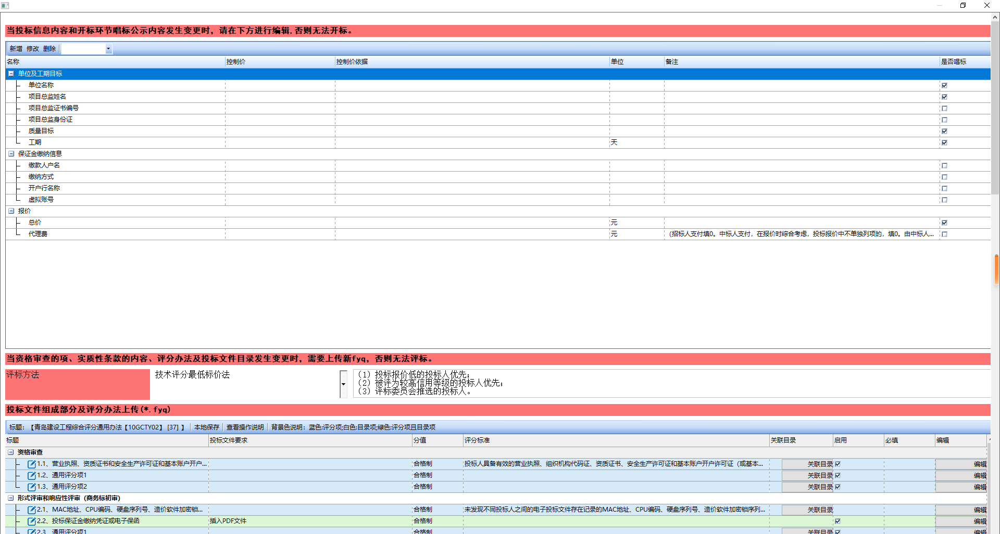 当投标信息内容和开标环节唱标公示内容发生变更时，请在下方进行编辑,否则无法开标。
新增 修改 删除
名称 控制价 控制价依据 单位 备注 是否唱标
单位及工期目标
单位名称
项目总监姓名
项目总监证书编号
项目总监身份证
质量目标
工期 天
保证金缴纳信息
缴款人户名
缴纳方式
开户行名称
虚拟账号
报价
总价 元
代理费 元 (招标人支付填0。中标人支付，在报价时综合考虑，投标报价中不单独列项的，填0。由中标人...
当资格审查的项、实质性条款的内容、评分办法及投标文件目录发生变更时，需要上传新fyq，否则无法评标。
评标方法 技术评分最低标价法
（1）投标报价低的投标人优先；
（2）被评为较高信用等级的投标人优先；
（3）评标委员会推选的投标人。
投标文件组成部分及评分办法上传(*.fyq)
标题：【青岛建设工程综合评分通用办法【10GCTY02】 [37] 】 本地保存 查看操作说明 背景色说明：蓝色:评分项;白色:目录项;绿色:评分项且目录项
标题 投标文件要求 分值 评分标准 关联目录 启用 必填 编辑
资格审查
1.1、营业执照、资质证书和安全生产许可证和基本账户开户... 合格制 投标人具备有效的营业执照、组织机构代码证、资质证书、安全生产许可证和基本账户开户许可证（或基本... 关联目录 编辑
1.2、通用评分项1 合格制 关联目录 编辑
1.3、通用评分项2 合格制 关联目录 编辑
形式评审和响应性评审（商务标初审）
2.1、MAC地址、CPU编码、硬盘序列号、造价软件加密锁... 合格制 未发现不同投标人之间的电子投标文件存在记录的MAC地址、CPU编码、硬盘序列号、造价软件加密锁序列... 关联目录 编辑
2.2、投标保证金缴纳凭证或电子保函 插入PDF文件 合格制 编辑
2.3、通用评分项1 合格制 关联目录 编辑